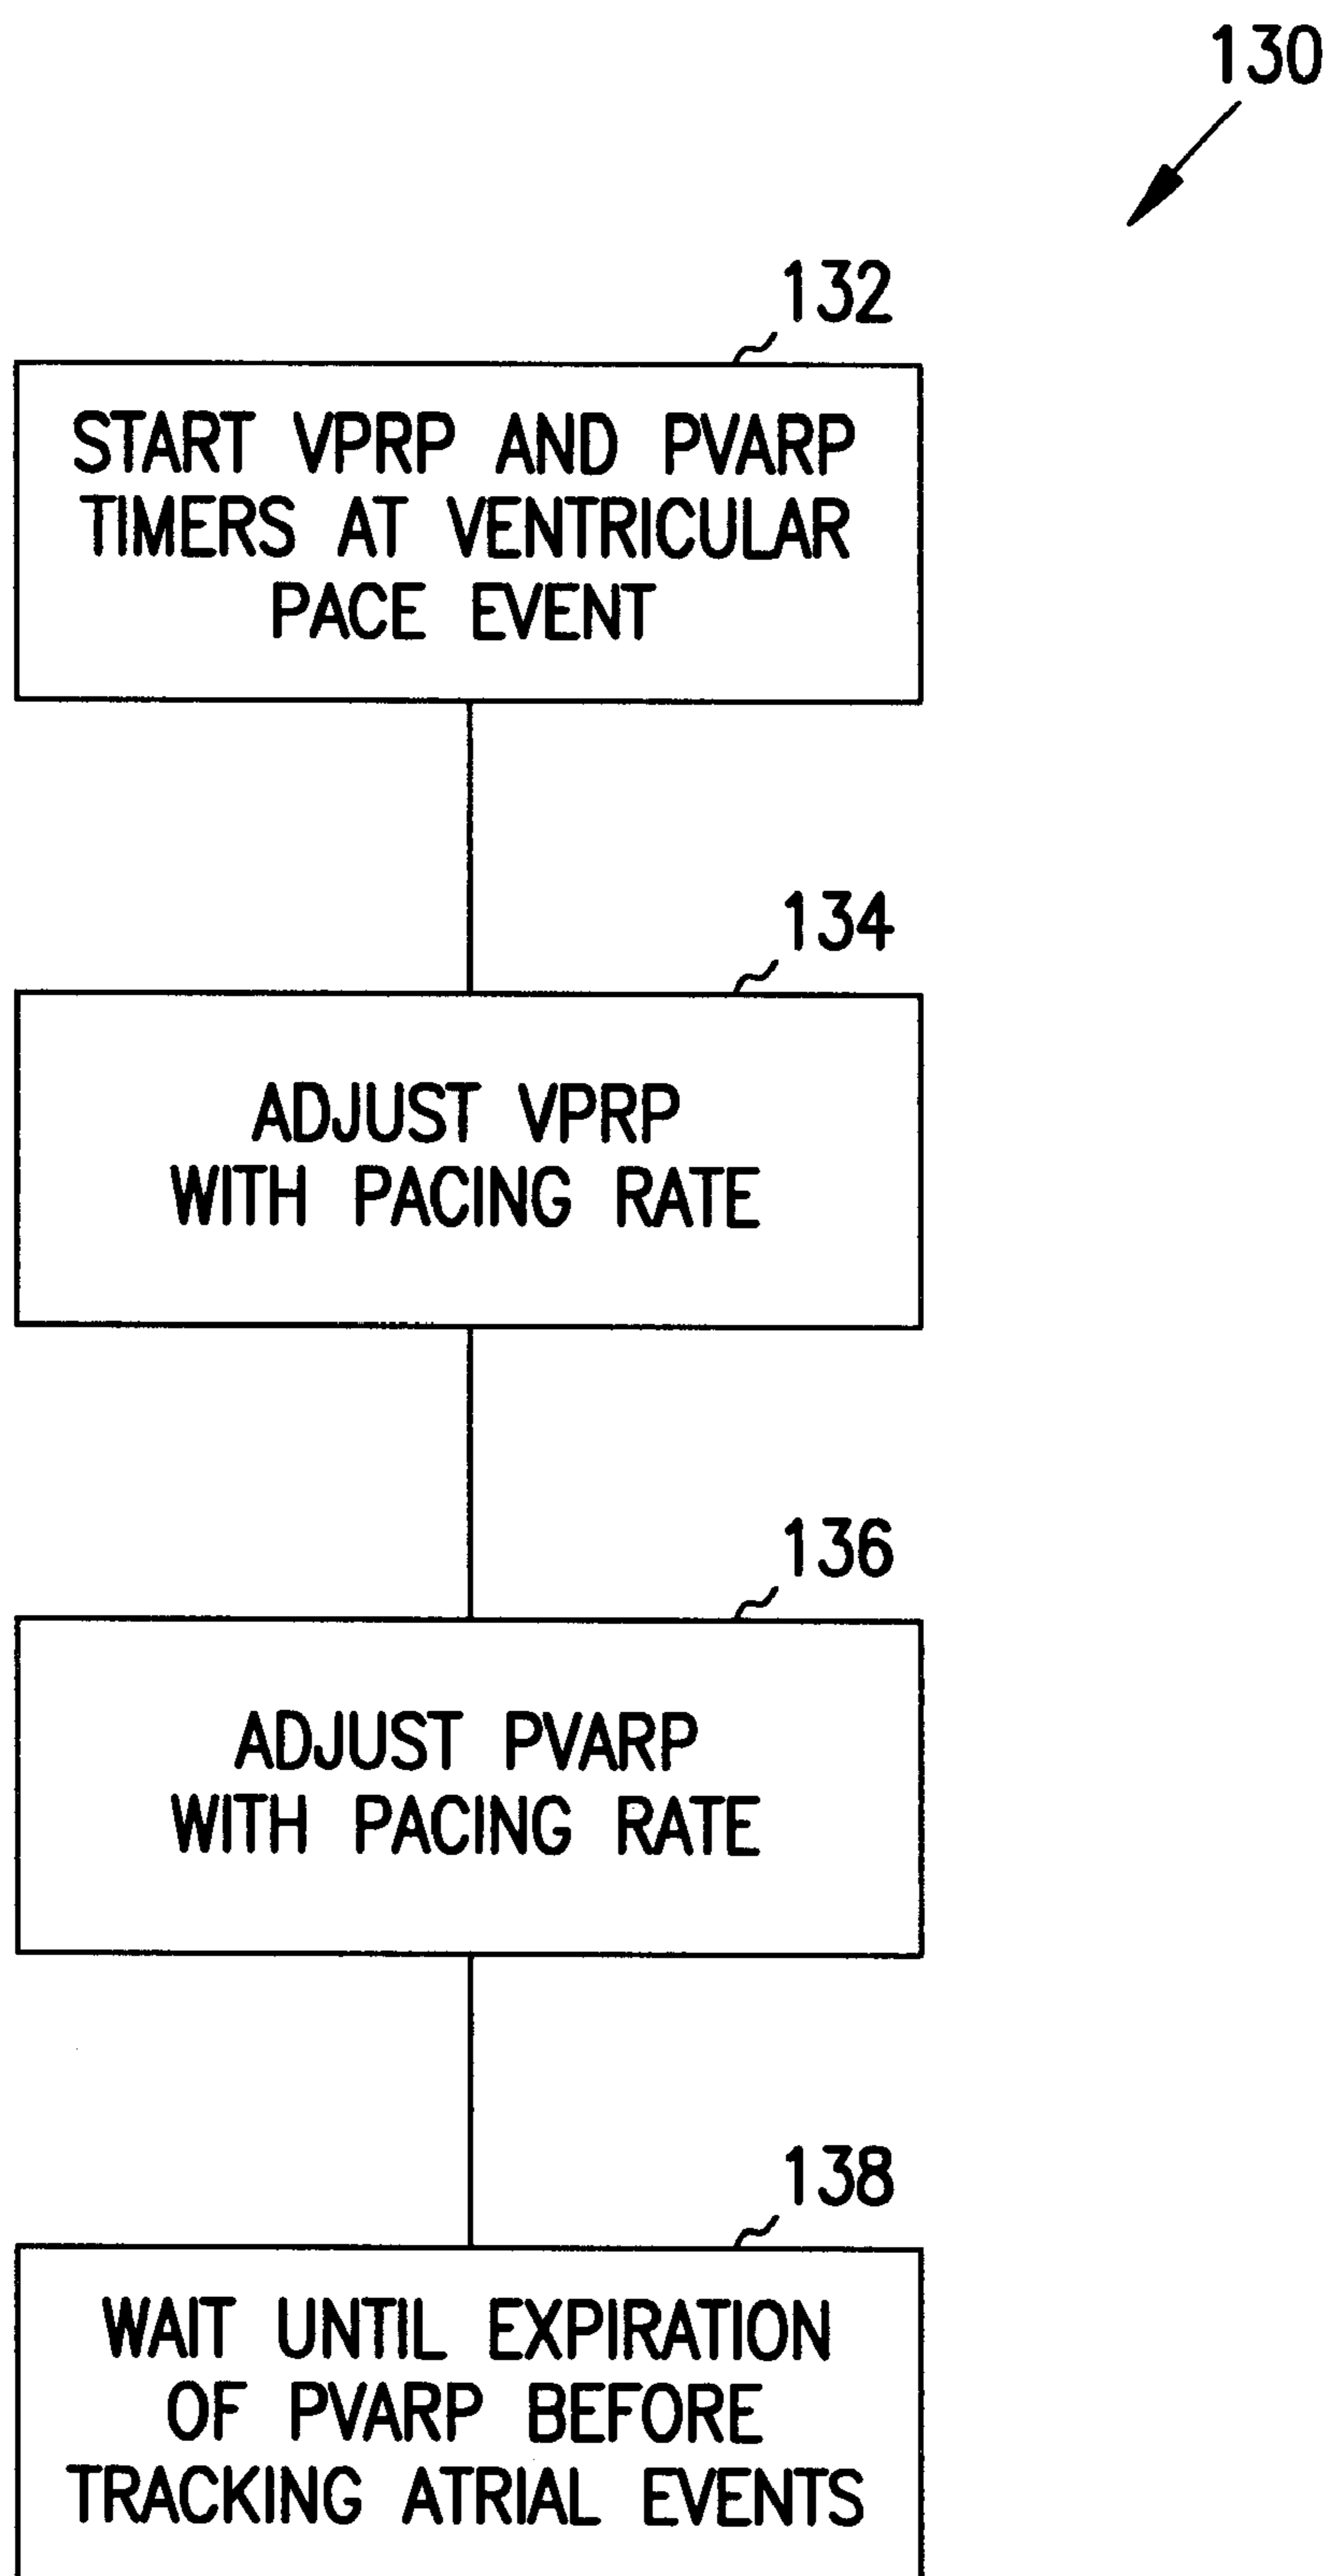 130
132
START VPRP AND PVARP
TIMERS AT VENTRICULAR
PACE EVENT
134
ADJUST VPRP
WITH PACING RATE
136
ADJUST PVARP
WITH PACING RATE
138
WAIT UNTIL EXPIRATION
OF PVARP BEFORE
TRACKING ATRIAL EVENTS